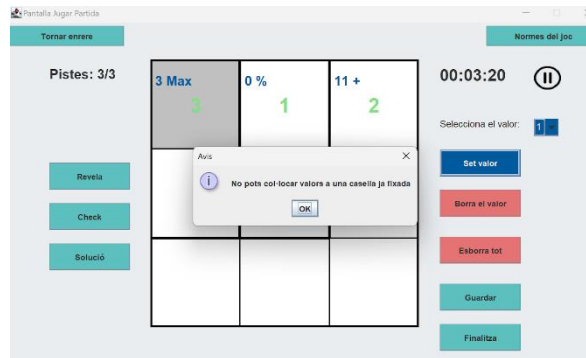 Pantalla Jugar Partida
Tornar enrere
Normes del joc
Pistes: 3/3
3 Max
0 %
11 +
3
1
2
00:03:20
Selecciona el valor:
1
Avis
No pots col·locar valors a una casella ja fixada
OK
Revela
Check
Solució
Set valor
Borra el valor
Esborra tot
Guardar
Finalitza